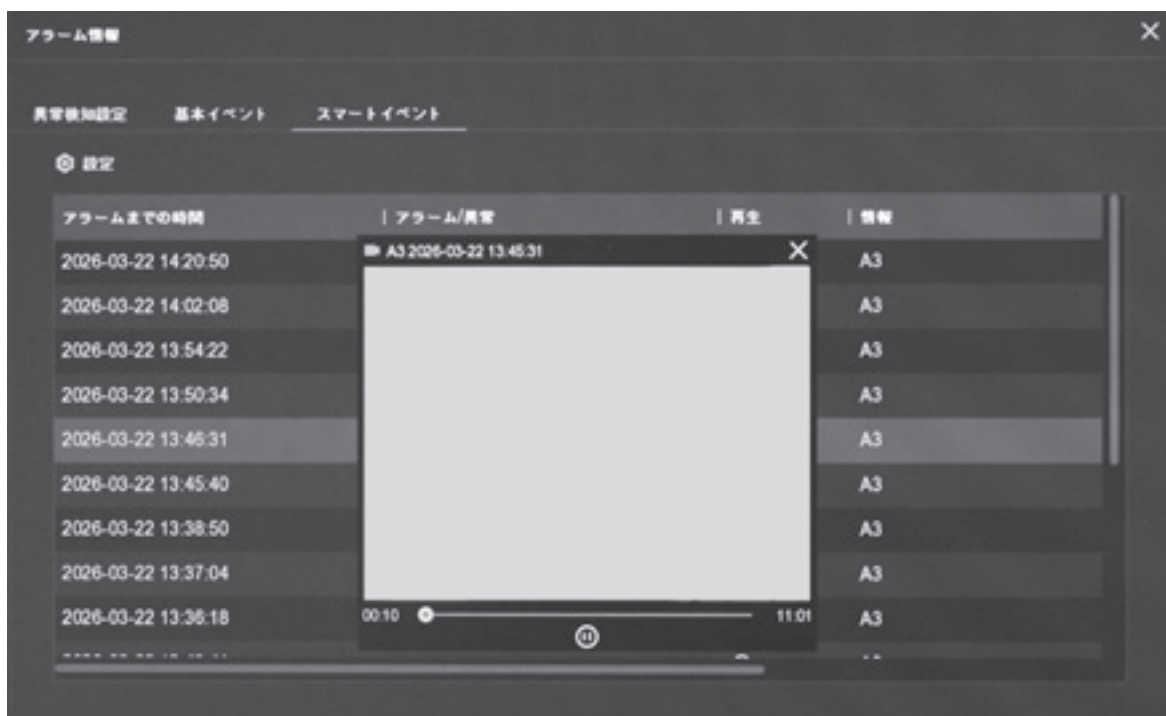 アラーム情報
異常検知設定 基本イベント スマートイベント
設定
アラームまでの時間 | アラーム/異常 | 再生 | 情報
A3 2026-03-22 13:45:31
2026-03-22 14:20:50 A3
2026-03-22 14:02:08 A3
2026-03-22 13:54:22 A3
2026-03-22 13:50:34 A3
2026-03-22 13:46:31 A3
2026-03-22 13:45:40 A3
2026-03-22 13:38:50 A3
2026-03-22 13:37:04 A3
2026-03-22 13:36:18 A3
00:10 11:01